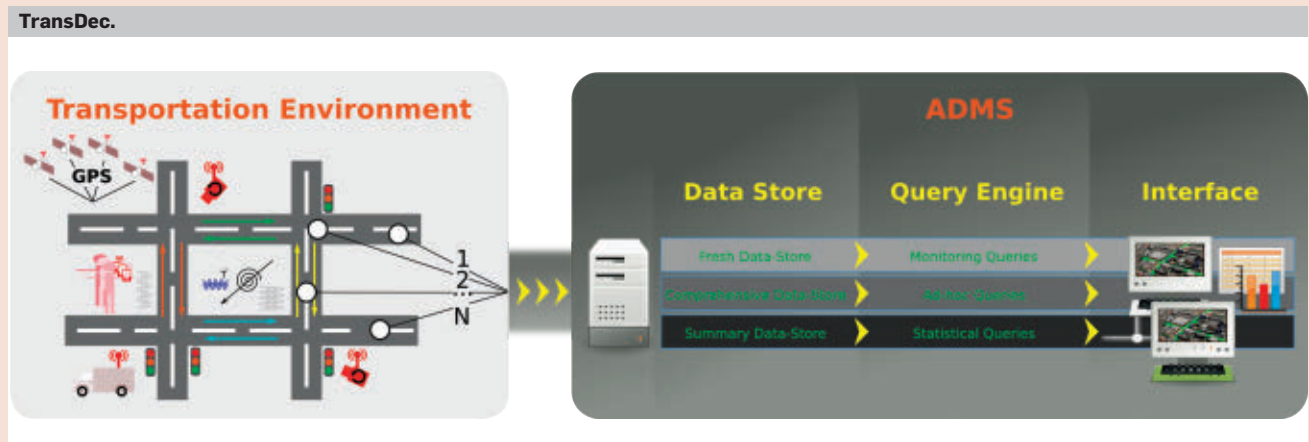 TransDec.
Transportation Environment
GPS
1
2
...
N
ADMS
Data Store
Query Engine
Interface
Fresh Data-Store
Monitoring Queries
Comprehensive Data-Store
Ad-hoc Queries
Summary Data-Store
Statistical Queries